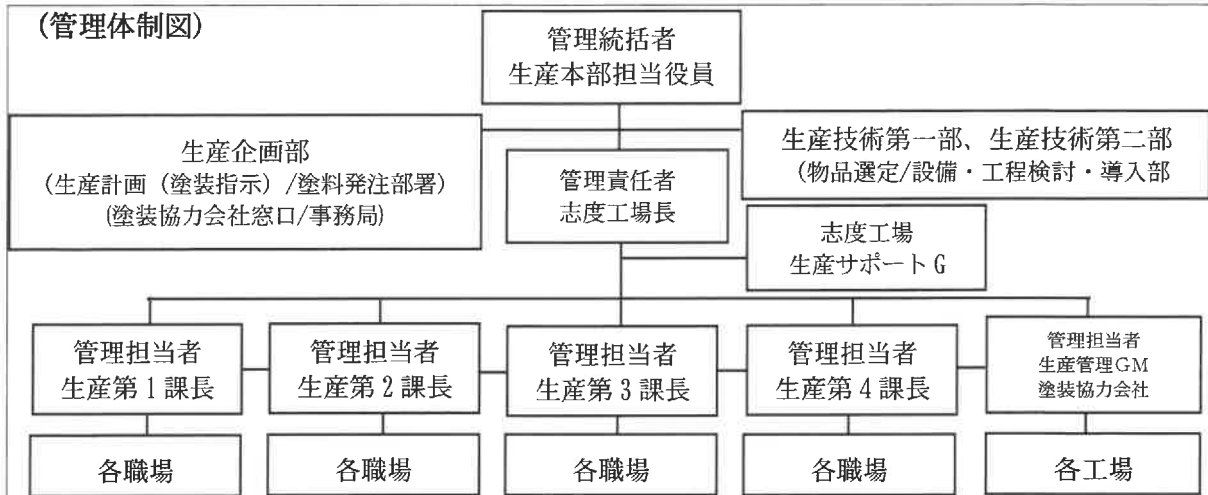 (管理体制図)
管理統括者
生産本部担当役員
生産企画部
(生産計画（塗装指示）/塗料発注部署)
(塗装協力会社窓口/事務局)
生産技術第一部、生産技術第二部
(物品選定/設備・工程検討・導入部
管理責任者
志度工場長
志度工場
生産サポートG
管理担当者
生産第1課長
管理担当者
生産第2課長
管理担当者
生産第3課長
管理担当者
生産第4課長
管理担当者
生産管理GM
塗装協力会社
各職場
各職場
各職場
各職場
各工場